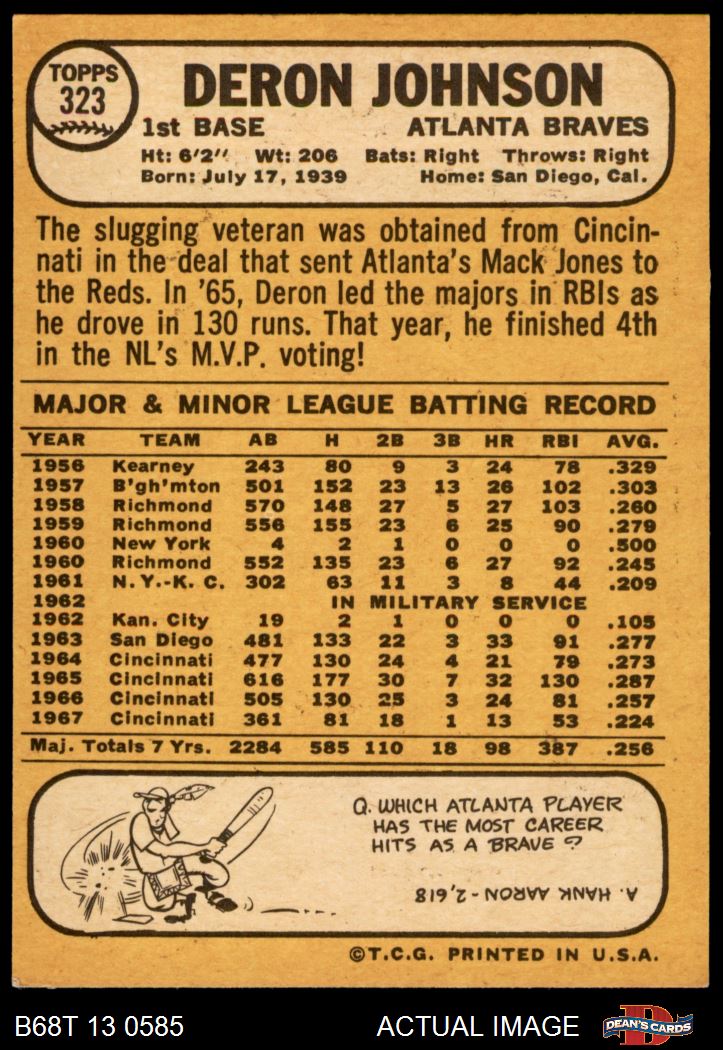 TOPPS
323
DERON JOHNSON
1st BASE ATLANTA BRAVES
Ht: 6'2" Wt: 206 Bats: Right Throws: Right
Born: July 17, 1939 Home: San Diego, Cal.
The slugging veteran was obtained from Cincin-
nati in the deal that sent Atlanta's Mack Jones to
the Reds. In '65, Deron led the majors in RBIs as
he drove in 130 runs. That year, he finished 4th
in the NL's M.V.P. voting!
MAJOR & MINOR LEAGUE BATTING RECORD
YEAR TEAM AB H 2B 3B HR RBI AVG.
1956 Kearney 243 80 9 3 24 78 .329
1957 B'gh'mton 501 152 23 13 26 102 .303
1958 Richmond 570 148 27 5 27 103 .260
1959 Richmond 556 155 23 6 25 90 .279
1960 New York 4 2 1 0 0 0 .500
1960 Richmond 552 135 23 6 27 92 .245
1961 N.Y.-K. C. 302 63 11 3 8 44 .209
1962 IN MILITARY SERVICE
1962 Kan. City 19 2 1 0 0 0 .105
1963 San Diego 481 133 22 3 33 91 .277
1964 Cincinnati 477 130 24 4 21 79 .273
1965 Cincinnati 616 177 30 7 32 130 .287
1966 Cincinnati 505 130 25 3 24 81 .257
1967 Cincinnati 361 81 18 1 13 53 .224
Maj. Totals 7 Yrs. 2284 585 110 18 98 387 .256
Q. WHICH ATLANTA PLAYER
HAS THE MOST CAREER
HITS AS A BRAVE?
A. HANK AARON-2,618
©T.C.G. PRINTED IN U.S.A.
B68T 13 0585 ACTUAL IMAGE
D
DEAN'S CARDS